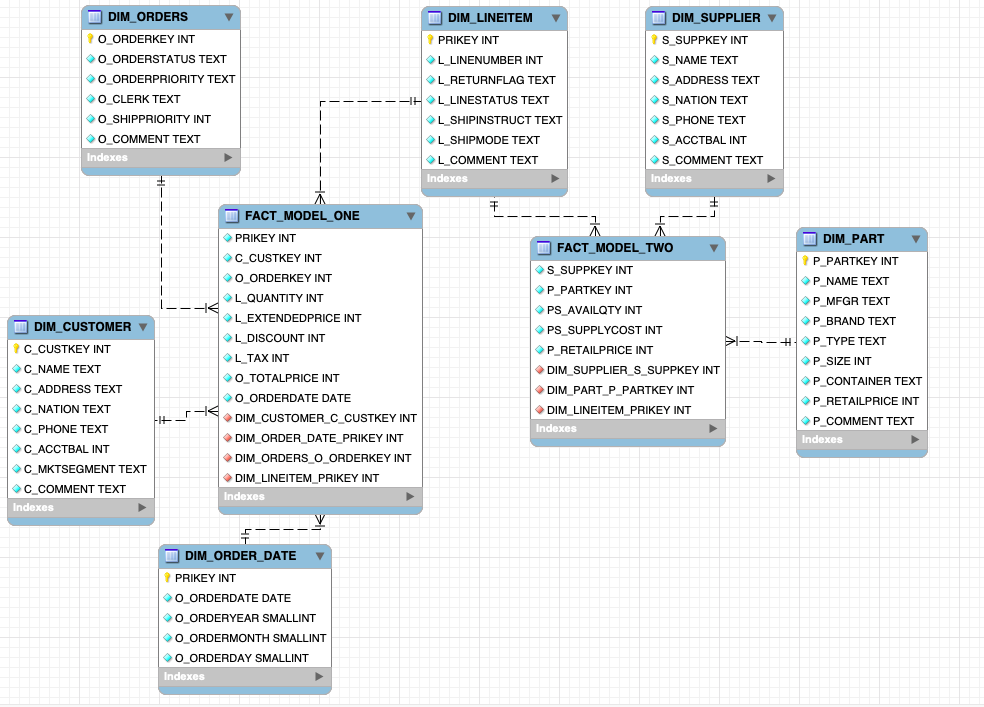 DIM_ORDERS
O_ORDERKEY INT
O_ORDERSTATUS TEXT
O_ORDERPRIORITY TEXT
O_CLERK TEXT
O_SHIPPRIORITY INT
O_COMMENT TEXT
Indexes
DIM_LINEITEM
PRIKEY INT
L_LINENUMBER INT
L_RETURNFLAG TEXT
L_LINESTATUS TEXT
L_SHIPINSTRUCT TEXT
L_SHIPMODE TEXT
L_COMMENT TEXT
Indexes
DIM_SUPPLIER
S_SUPPKEY INT
S_NAME TEXT
S_ADDRESS TEXT
S_NATION TEXT
S_PHONE TEXT
S_ACCTBAL INT
S_COMMENT TEXT
Indexes
FACT_MODEL_ONE
PRIKEY INT
C_CUSTKEY INT
O_ORDERKEY INT
L_QUANTITY INT
L_EXTENDEDPRICE INT
L_DISCOUNT INT
L_TAX INT
O_TOTALPRICE INT
O_ORDERDATE DATE
DIM_CUSTOMER_C_CUSTKEY INT
DIM_ORDER_DATE_PRIKEY INT
DIM_ORDERS_O_ORDERKEY INT
DIM_LINEITEM_PRIKEY INT
Indexes
FACT_MODEL_TWO
S_SUPPKEY INT
P_PARTKEY INT
PS_AVAILQTY INT
PS_SUPPLYCOST INT
P_RETAILPRICE INT
DIM_SUPPLIER_S_SUPPKEY INT
DIM_PART_P_PARTKEY INT
DIM_LINEITEM_PRIKEY INT
Indexes
DIM_PART
P_PARTKEY INT
P_NAME TEXT
P_MFGR TEXT
P_BRAND TEXT
P_TYPE TEXT
P_SIZE INT
P_CONTAINER TEXT
P_RETAILPRICE INT
P_COMMENT TEXT
Indexes
DIM_CUSTOMER
C_CUSTKEY INT
C_NAME TEXT
C_ADDRESS TEXT
C_NATION TEXT
C_PHONE TEXT
C_ACCTBAL INT
C_MKTSEGMENT TEXT
C_COMMENT TEXT
Indexes
DIM_ORDER_DATE
PRIKEY INT
O_ORDERDATE DATE
O_ORDERYEAR SMALLINT
O_ORDERMONTH SMALLINT
O_ORDERDAY SMALLINT
Indexes